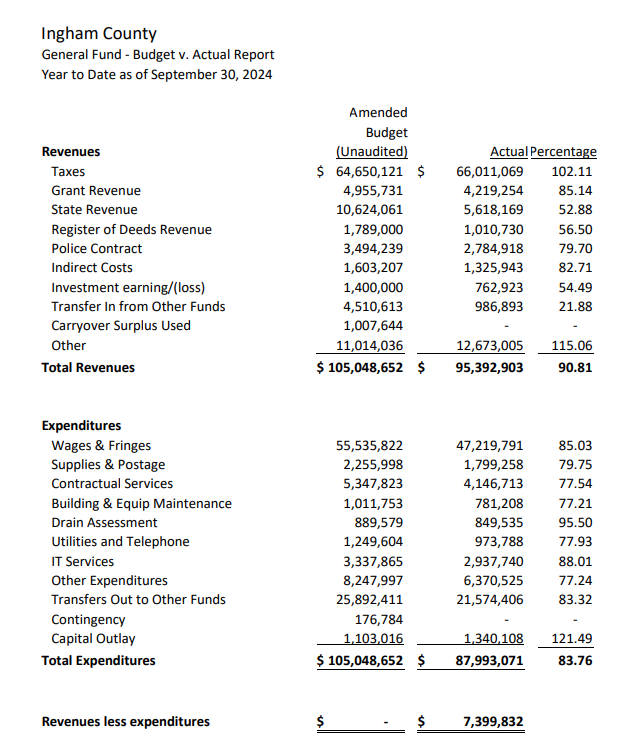 Ingham County
General Fund - Budget v. Actual Report
Year to Date as of September 30, 2024
Amended
Budget
Revenues (Unaudited) Actual Percentage
Taxes $ 64,650,121 $ 66,011,069 102.11
Grant Revenue 4,955,731 4,219,254 85.14
State Revenue 10,624,061 5,618,169 52.88
Register of Deeds Revenue 1,789,000 1,010,730 56.50
Police Contract 3,494,239 2,784,918 79.70
Indirect Costs 1,603,207 1,325,943 82.71
Investment earning/(loss) 1,400,000 762,923 54.49
Transfer In from Other Funds 4,510,613 986,893 21.88
Carryover Surplus Used 1,007,644 - -
Other 11,014,036 12,673,005 115.06
Total Revenues $ 105,048,652 $ 95,392,903 90.81
Expenditures
Wages & Fringes 55,535,822 47,219,791 85.03
Supplies & Postage 2,255,998 1,799,258 79.75
Contractual Services 5,347,823 4,146,713 77.54
Building & Equip Maintenance 1,011,753 781,208 77.21
Drain Assessment 889,579 849,535 95.50
Utilities and Telephone 1,249,604 973,788 77.93
IT Services 3,337,865 2,937,740 88.01
Other Expenditures 8,247,997 6,370,525 77.24
Transfers Out to Other Funds 25,892,411 21,574,406 83.32
Contingency 176,784 - -
Capital Outlay 1,103,016 1,340,108 121.49
Total Expenditures $ 105,048,652 $ 87,993,071 83.76
Revenues less expenditures $ - $ 7,399,832